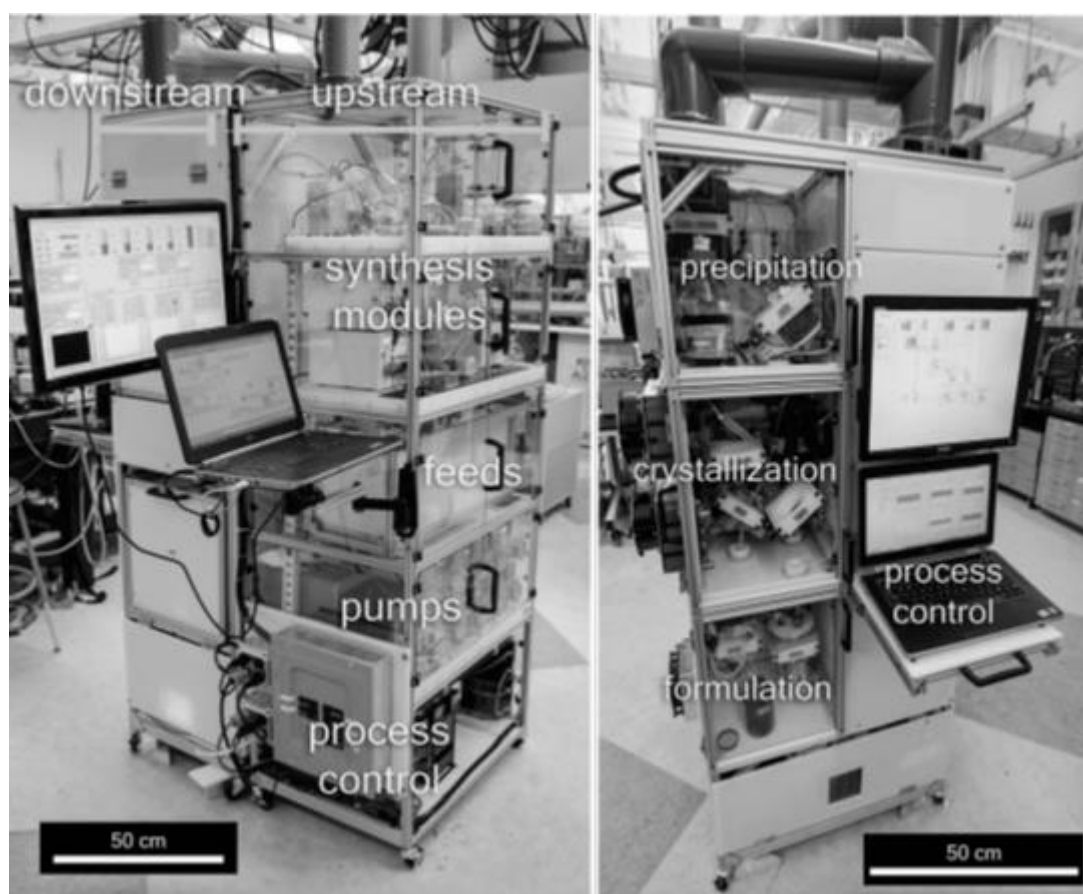 downstream
upstream
synthesis
modules
feeds
pumps
process
control
50 cm
precipitation
crystallization
process
control
formulation
50 cm